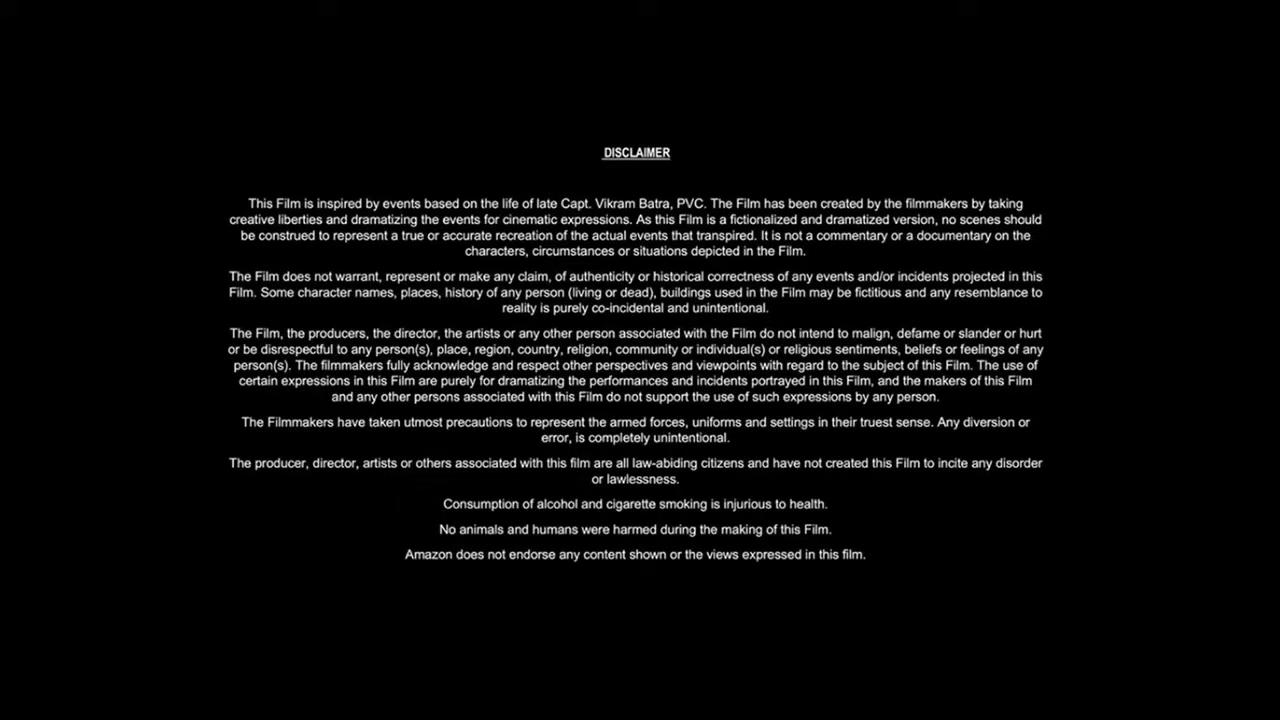 DISCLAIMER
This Film is inspired by events based on the life of late Capt. Vikram Batra, PVC. The Film has been created by the filmmakers by taking
creative liberties and dramatizing the events for cinematic expressions. As this Film is a fictionalized and dramatized version, no scenes should
be construed to represent a true or accurate recreation of the actual events that transpired. It is not a commentary or a documentary on the
characters, circumstances or situations depicted in the Film.
The Film does not warrant, represent or make any claim, of authenticity or historical correctness of any events and/or incidents projected in this
Film. Some character names, places, history of any person (living or dead), buildings used in the Film may be fictitious and any resemblance to
reality is purely co-incidental and unintentional.
The Film, the producers, the director, the artists or any other person associated with the Film do not intend to malign, defame or slander or hurt
or be disrespectful to any person(s), place, region, country, religion, community or individual(s) or religious sentiments, beliefs or feelings of any
person(s). The filmmakers fully acknowledge and respect other perspectives and viewpoints with regard to the subject of this Film. The use of
certain expressions in this Film are purely for dramatizing the performances and incidents portrayed in this Film, and the makers of this Film
and any other persons associated with this Film do not support the use of such expressions by any person.
The Filmmakers have taken utmost precautions to represent the armed forces, uniforms and settings in their truest sense. Any diversion or
error, is completely unintentional.
The producer, director, artists or others associated with this film are all law-abiding citizens and have not created this Film to incite any disorder
or lawlessness.
Consumption of alcohol and cigarette smoking is injurious to health.
No animals and humans were harmed during the making of this Film.
Amazon does not endorse any content shown or the views expressed in this film.